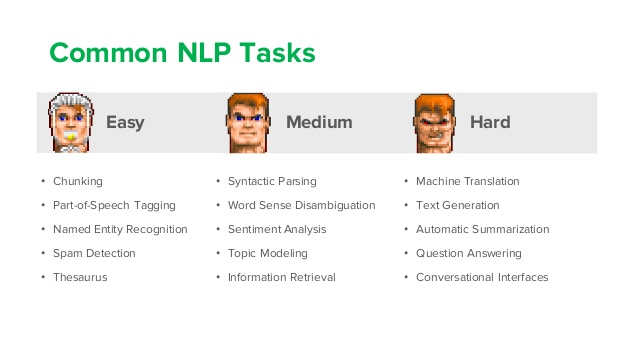 Common NLP Tasks
Easy
Medium
Hard
• Chunking
• Part-of-Speech Tagging
• Named Entity Recognition
• Spam Detection
• Thesaurus
• Syntactic Parsing
• Word Sense Disambiguation
• Sentiment Analysis
• Topic Modeling
• Information Retrieval
• Machine Translation
• Text Generation
• Automatic Summarization
• Question Answering
• Conversational Interfaces